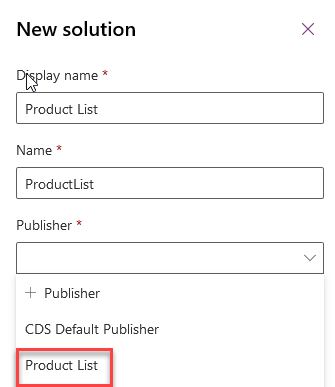 New solution
Display name *
Product List
Name *
ProductList
Publisher *
+ Publisher
CDS Default Publisher
Product List